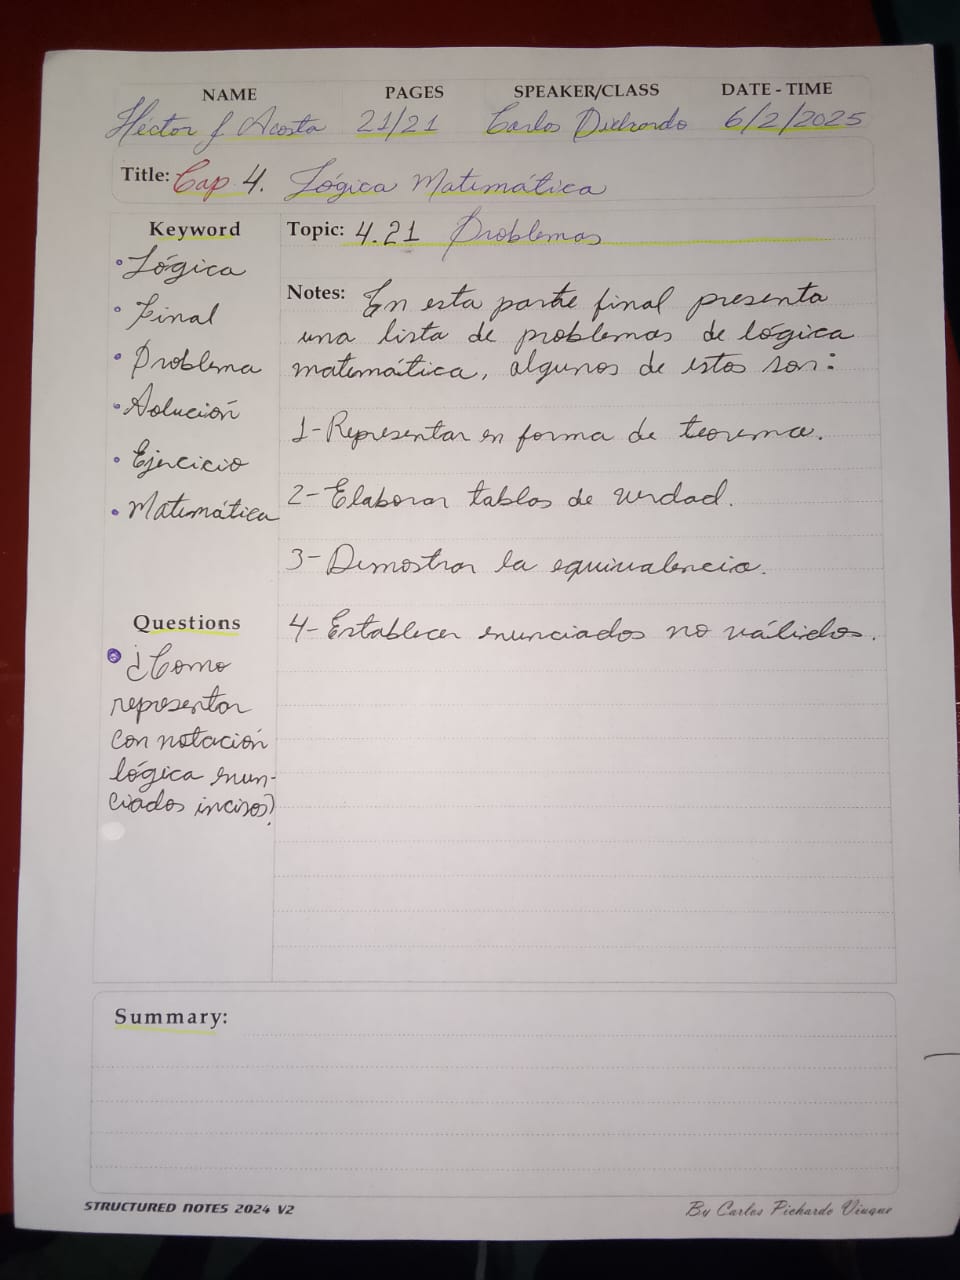 NAME PAGES SPEAKER/CLASS DATE - TIME
Héctor J Acosta 21/21 Carlos Pichardo 6/2/2025
Title: Cap 4. Lógica Matemática
Keyword
• Lógica
• Final
• Problema
• Solución
• Ejercicio
• Matemática
Questions
• ¿Como
representar
con notación
lógica enun-
ciados incisos?
Topic: 4.21 Problemas
Notes: En esta parte final presenta
una lista de problemas de lógica
matemática, algunos de estos son:
1- Representar en forma de teorema.
2- Elaborar tablas de verdad.
3- Demostrar la equivalencia.
4- Establecer enunciados no válidos.
Summary:
STRUCTURED NOTES 2024 V2
By Carlos Pichardo Viuque